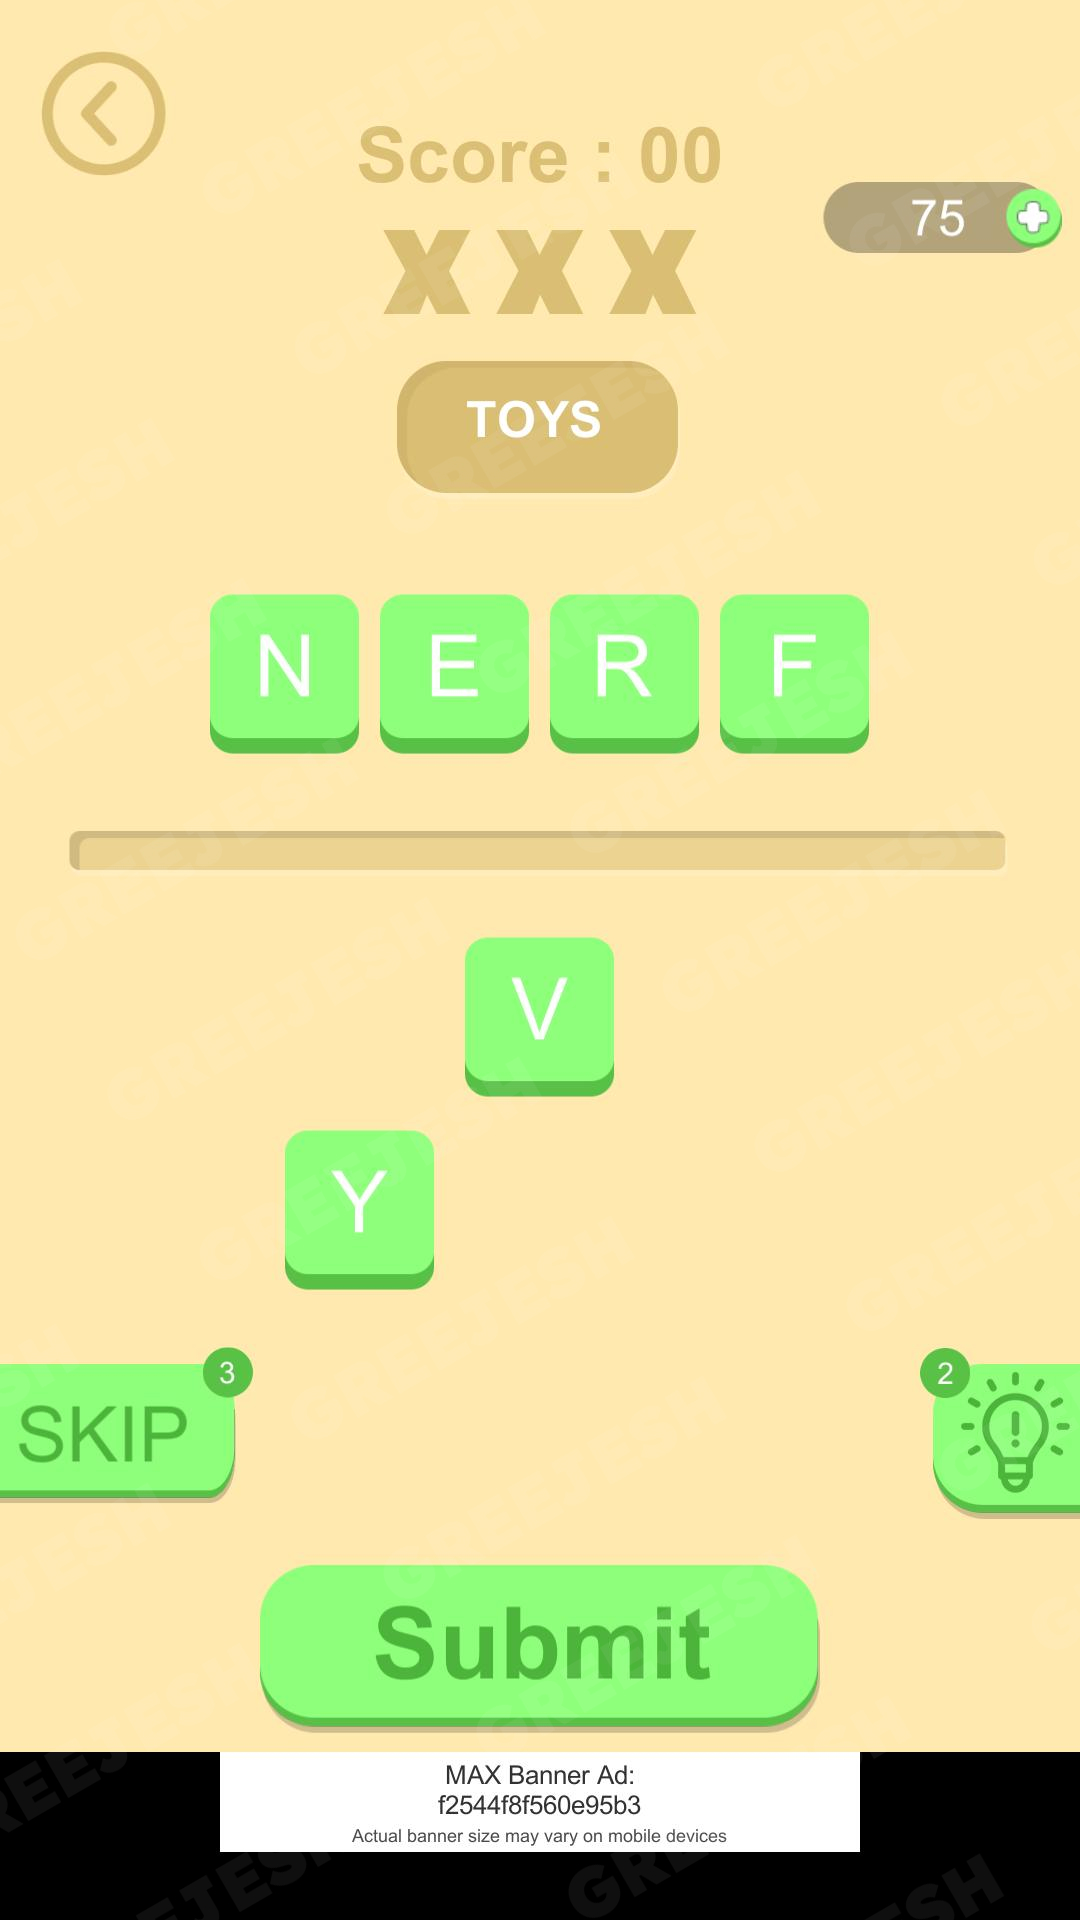 Score : 00
75
X X X
TOYS
N E R F
V
Y
3
2
SKIP
Submit
MAX Banner Ad:
f2544f8f560e95b3
Actual banner size may vary on mobile devices
GREEJESH